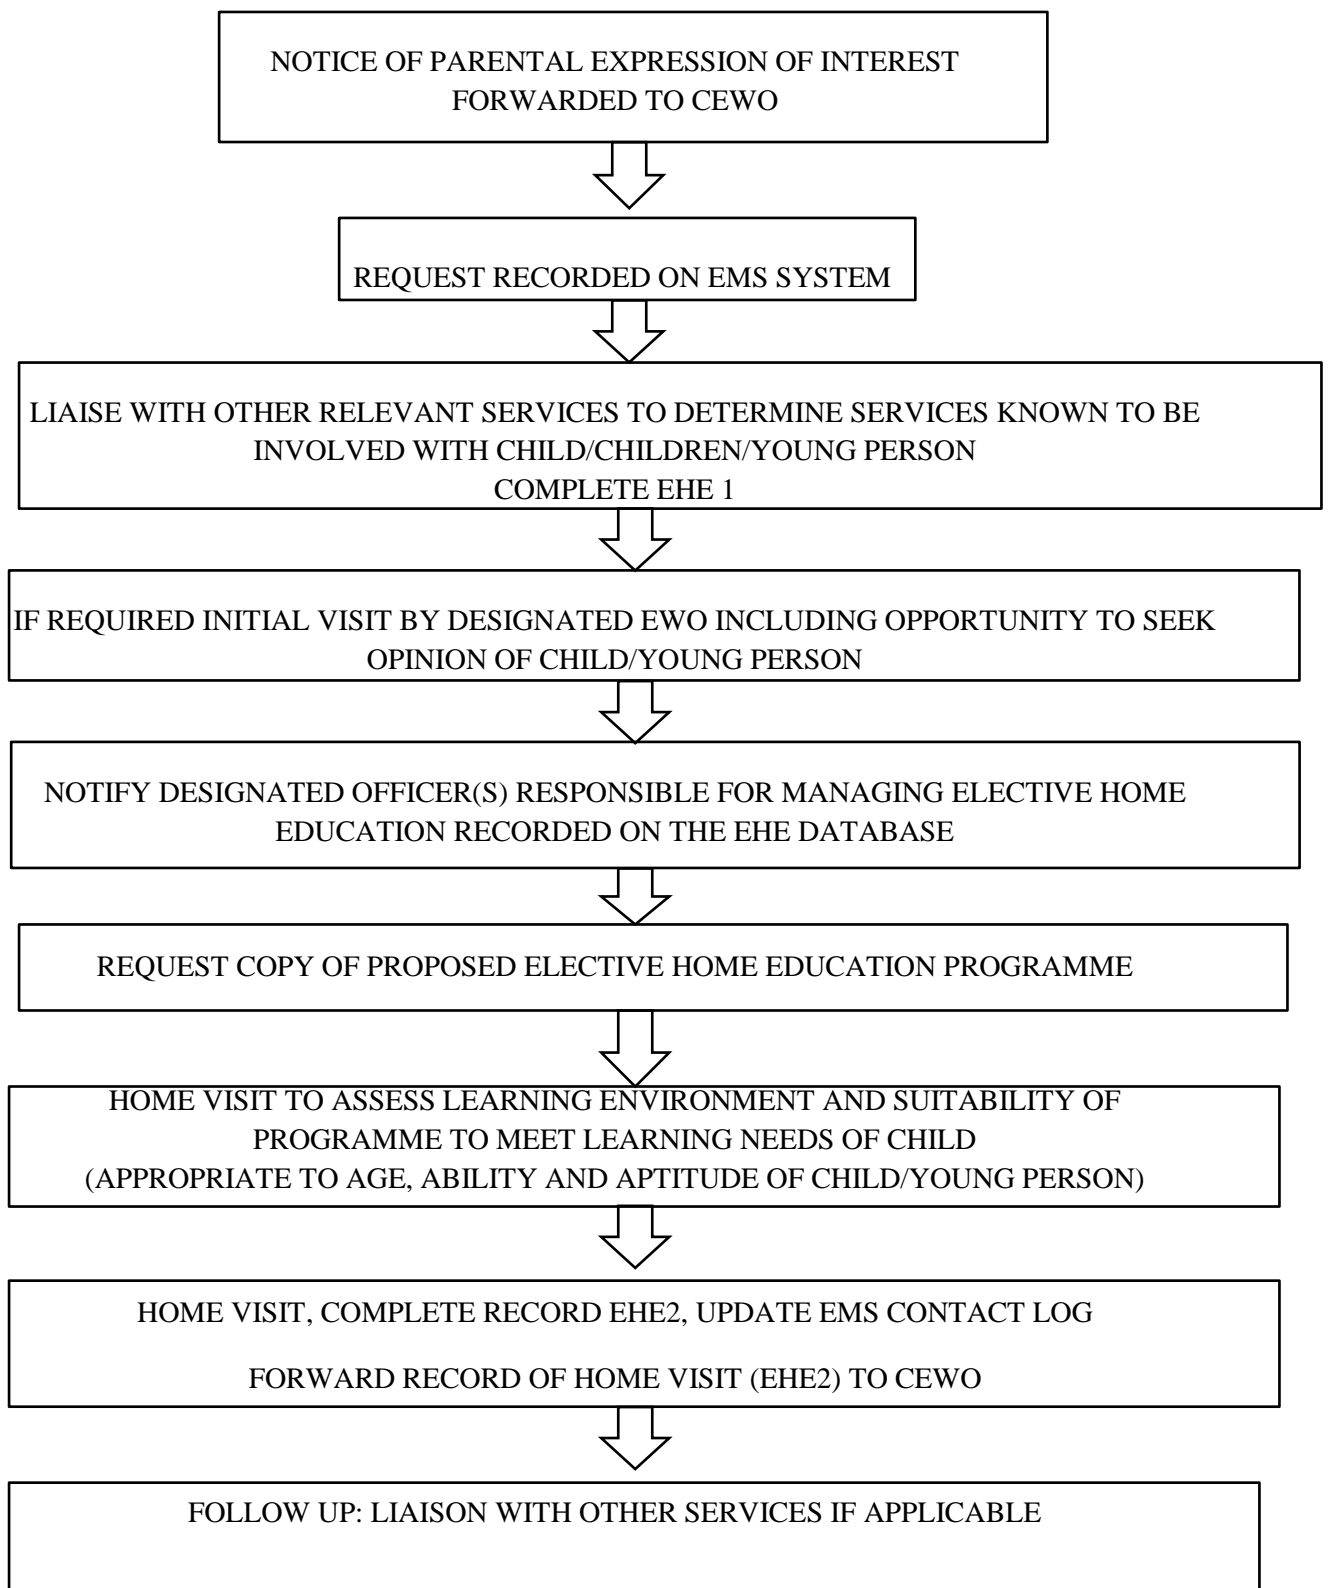 NOTICE OF PARENTAL EXPRESSION OF INTEREST
FORWARDED TO CEWO
REQUEST RECORDED ON EMS SYSTEM
LIAISE WITH OTHER RELEVANT SERVICES TO DETERMINE SERVICES KNOWN TO BE
INVOLVED WITH CHILD/CHILDREN/YOUNG PERSON
COMPLETE EHE 1
IF REQUIRED INITIAL VISIT BY DESIGNATED EWO INCLUDING OPPORTUNITY TO SEEK
OPINION OF CHILD/YOUNG PERSON
NOTIFY DESIGNATED OFFICER(S) RESPONSIBLE FOR MANAGING ELECTIVE HOME
EDUCATION RECORDED ON THE EHE DATABASE
REQUEST COPY OF PROPOSED ELECTIVE HOME EDUCATION PROGRAMME
HOME VISIT TO ASSESS LEARNING ENVIRONMENT AND SUITABILITY OF
PROGRAMME TO MEET LEARNING NEEDS OF CHILD
(APPROPRIATE TO AGE, ABILITY AND APTITUDE OF CHILD/YOUNG PERSON)
HOME VISIT, COMPLETE RECORD EHE2, UPDATE EMS CONTACT LOG
FORWARD RECORD OF HOME VISIT (EHE2) TO CEWO
FOLLOW UP: LIAISON WITH OTHER SERVICES IF APPLICABLE